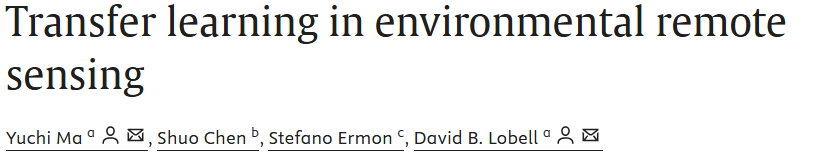 Transfer learning in environmental remote
sensing
Yuchi Ma a, Shuo Chen b, Stefano Ermon c, David B. Lobell a